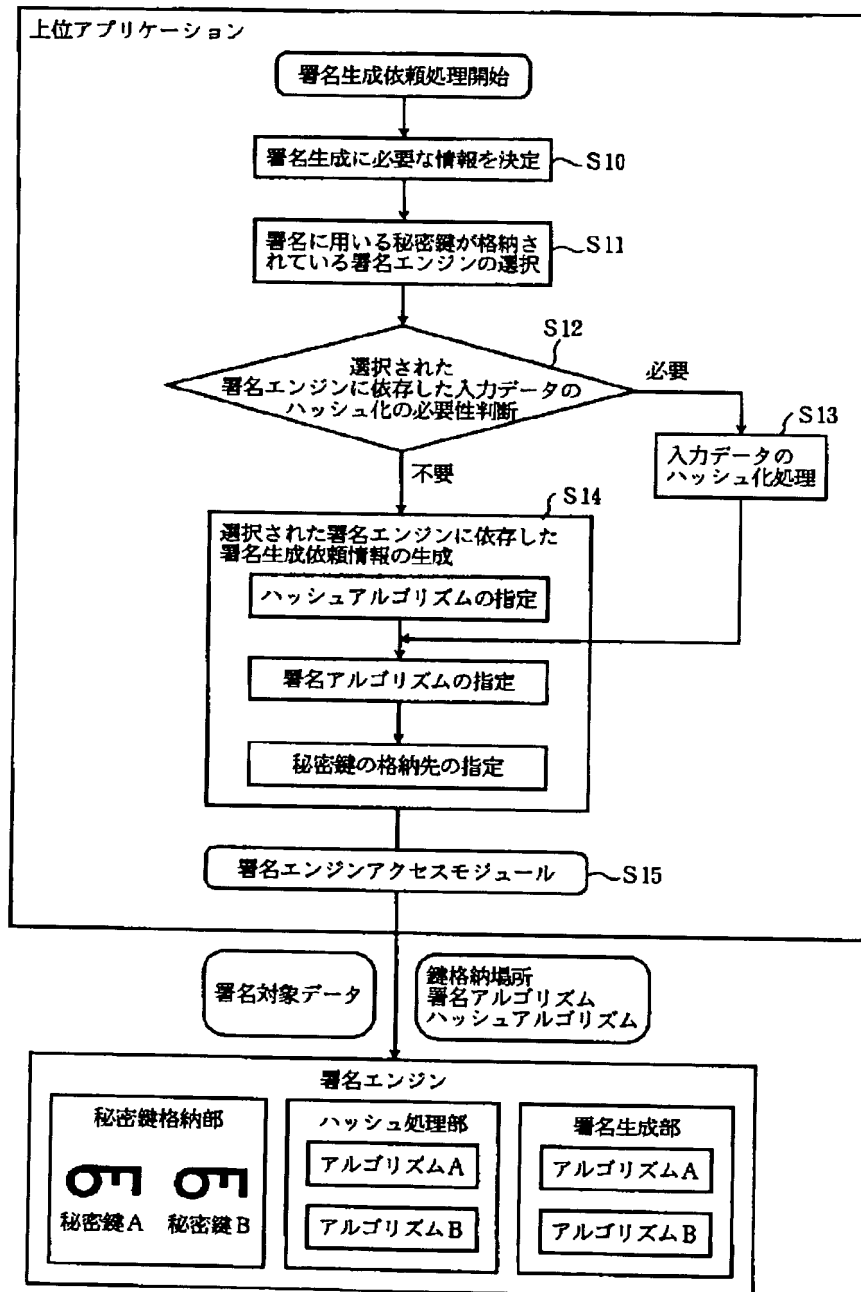 上位アプリケーション
署名生成依頼処理開始
署名生成に必要な情報を決定
S10
署名に用いる秘密鍵が格納さ
れている署名エンジンの選択
S11
S12
選択された
署名エンジンに依存した入力データの
ハッシュ化の必要性判断
必要
S13
入力データの
ハッシュ化処理
不要
S14
選択された署名エンジンに依存した
署名生成依頼情報の生成
ハッシュアルゴリズムの指定
署名アルゴリズムの指定
秘密鍵の格納先の指定
署名エンジンアクセスモジュール
S15
署名対象データ
鍵格納場所
署名アルゴリズム
ハッシュアルゴリズム
署名エンジン
秘密鍵格納部
秘密鍵A
秘密鍵B
ハッシュ処理部
アルゴリズムA
アルゴリズムB
署名生成部
アルゴリズムA
アルゴリズムB